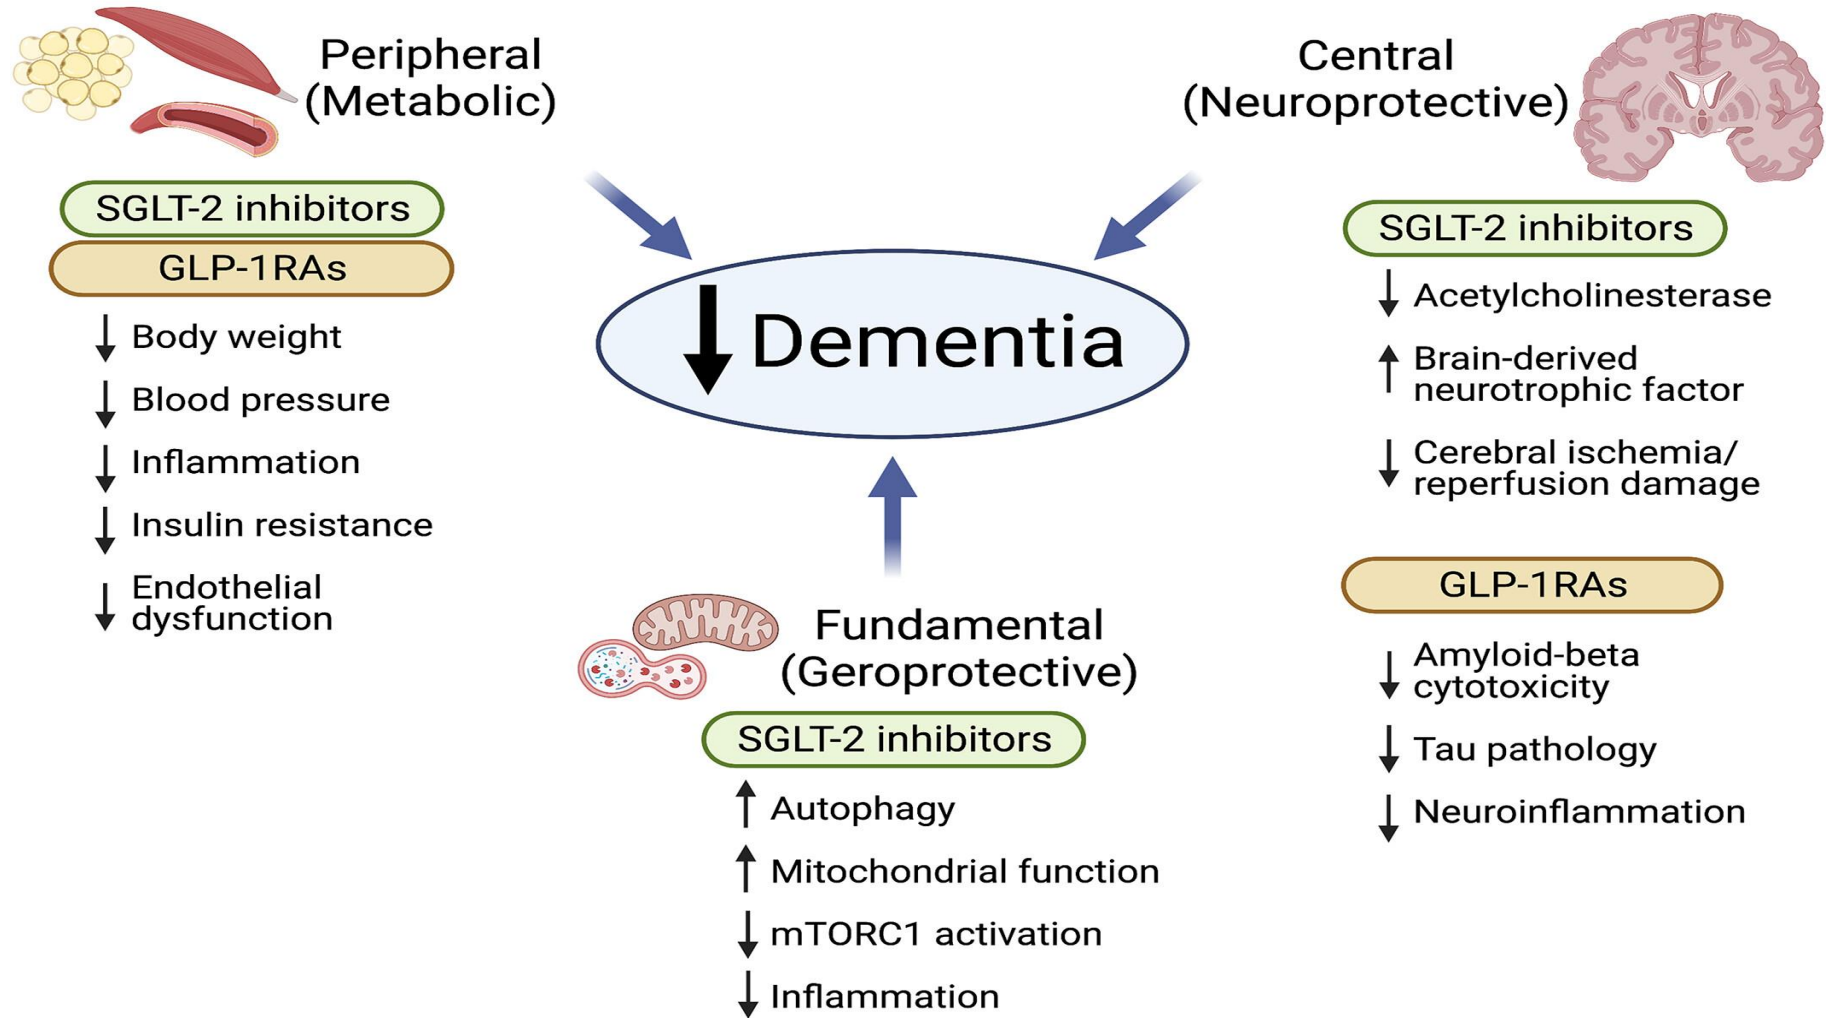 Peripheral
(Metabolic)
SGLT-2 inhibitors
GLP-1RAs
↓ Body weight
↓ Blood pressure
↓ Inflammation
↓ Insulin resistance
↓ Endothelial
dysfunction
Central
(Neuroprotective)
SGLT-2 inhibitors
↓ Acetylcholinesterase
↑ Brain-derived
neurotrophic factor
↓ Cerebral ischemia/
reperfusion damage
GLP-1RAs
↓ Amyloid-beta
cytotoxicity
↓ Tau pathology
↓ Neuroinflammation
↓ Dementia
Fundamental
(Geroprotective)
SGLT-2 inhibitors
↑ Autophagy
↑ Mitochondrial function
↓ mTORC1 activation
↓ Inflammation